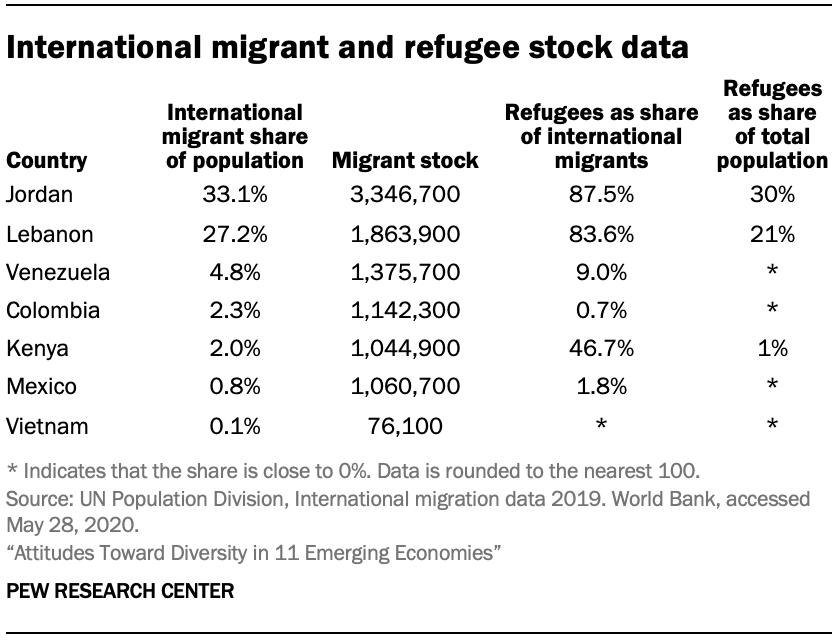 International migrant and refugee stock data
Country International migrant share of population Migrant stock Refugees as share of international migrants Refugees as share of total population
Jordan 33.1% 3,346,700 87.5% 30%
Lebanon 27.2% 1,863,900 83.6% 21%
Venezuela 4.8% 1,375,700 9.0% *
Colombia 2.3% 1,142,300 0.7% *
Kenya 2.0% 1,044,900 46.7% 1%
Mexico 0.8% 1,060,700 1.8% *
Vietnam 0.1% 76,100 * *
* Indicates that the share is close to 0%. Data is rounded to the nearest 100.
Source: UN Population Division, International migration data 2019. World Bank, accessed
May 28, 2020.
“Attitudes Toward Diversity in 11 Emerging Economies”
PEW RESEARCH CENTER